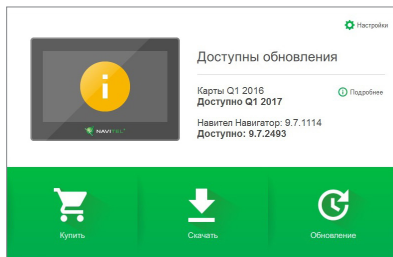 Настройки
Доступны обновления
Карты Q1 2016
Доступно Q1 2017
Подробнее
Навител Навигатор: 9.7.1114
Доступно: 9.7.2493
NAVITEL
Купить
Скачать
Обновление